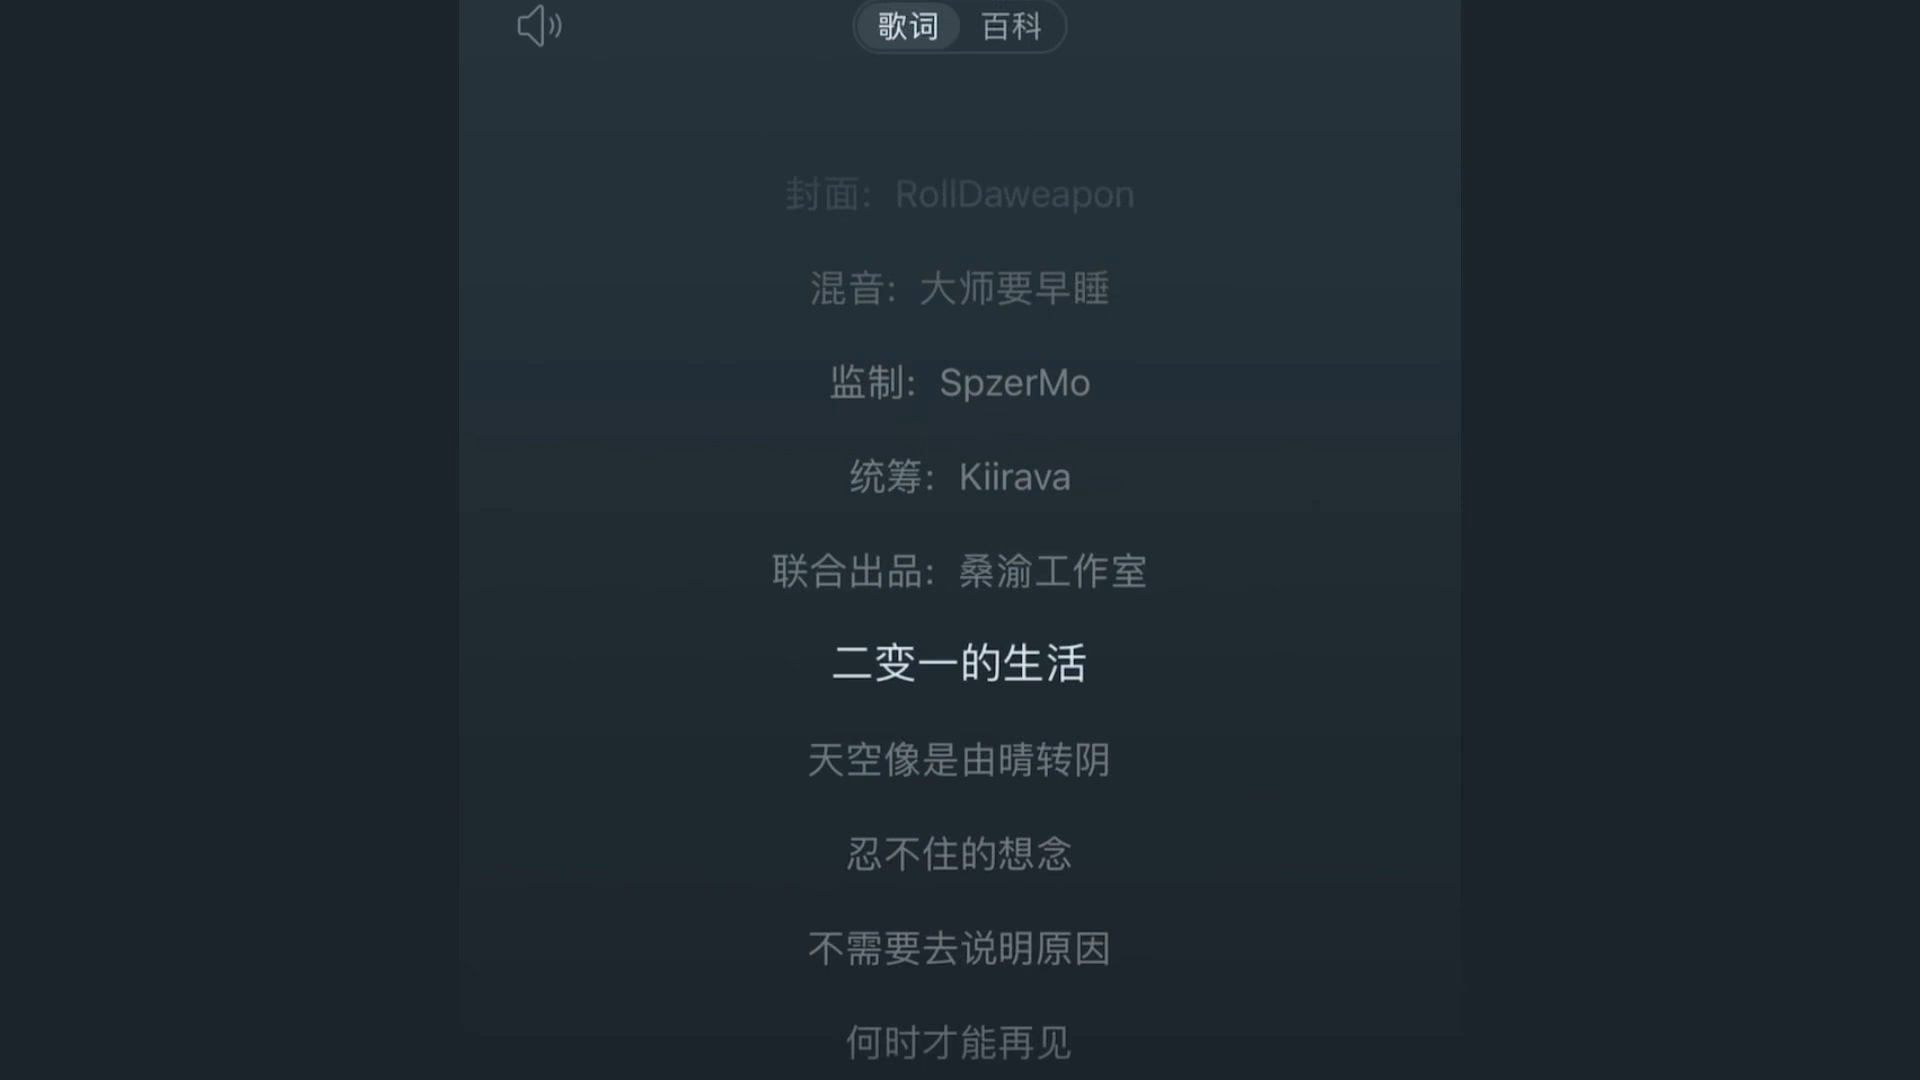 歌词 百科
封面：RollDaweapon
混音：大师要早睡
监制：SpzerMo
统筹：Kiirava
联合出品：桑渝工作室
二变一的生活
天空像是由晴转阴
忍不住的想念
不需要去说明原因
何时才能再见